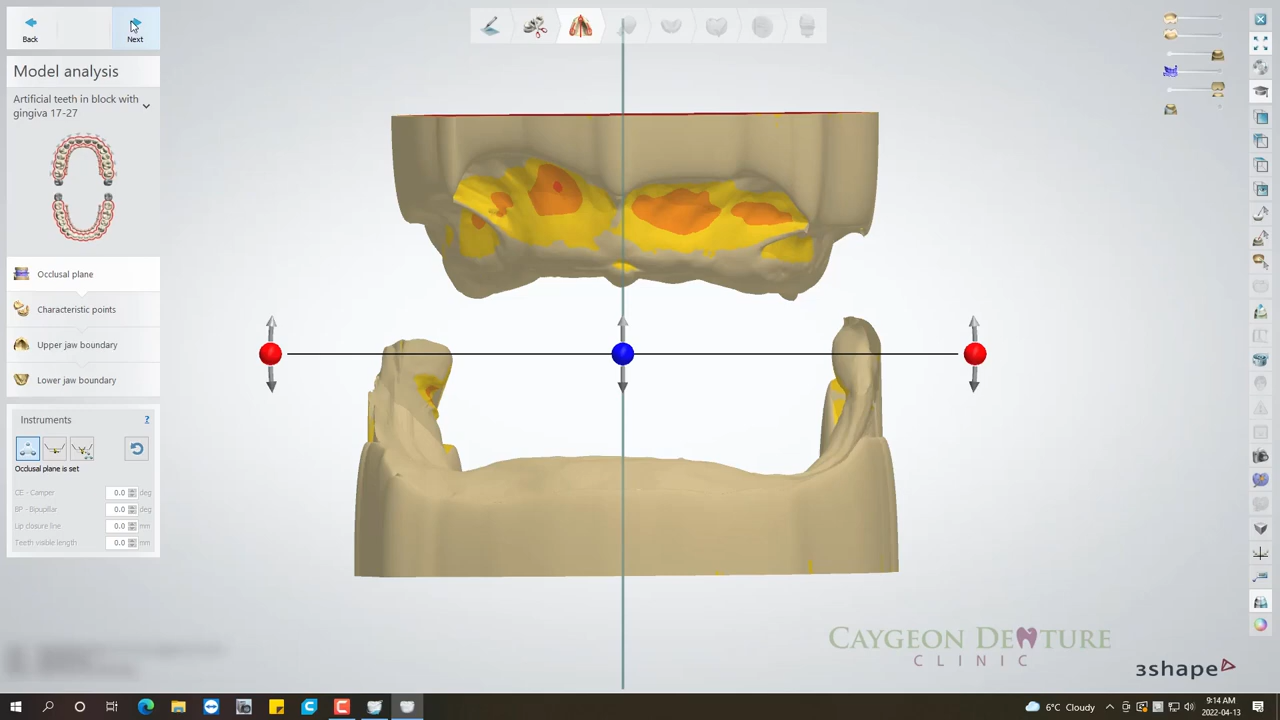 Back
Next
Model analysis
Artificial teeth in block with
gingiva 17-27
Occlusal plane
Characteristic points
Upper jaw boundary
Lower jaw boundary
Instruments
?
Occlusal plane is set
CE - Camper 0.0 deg
BP - Bipupillar 0.0 deg
Lip closure line 0.0 mm
Teeth visible length 0.0 mm
CAYGEON DENTURE
CLINIC
3shape
6°C Cloudy
9:14 AM
2022-04-13